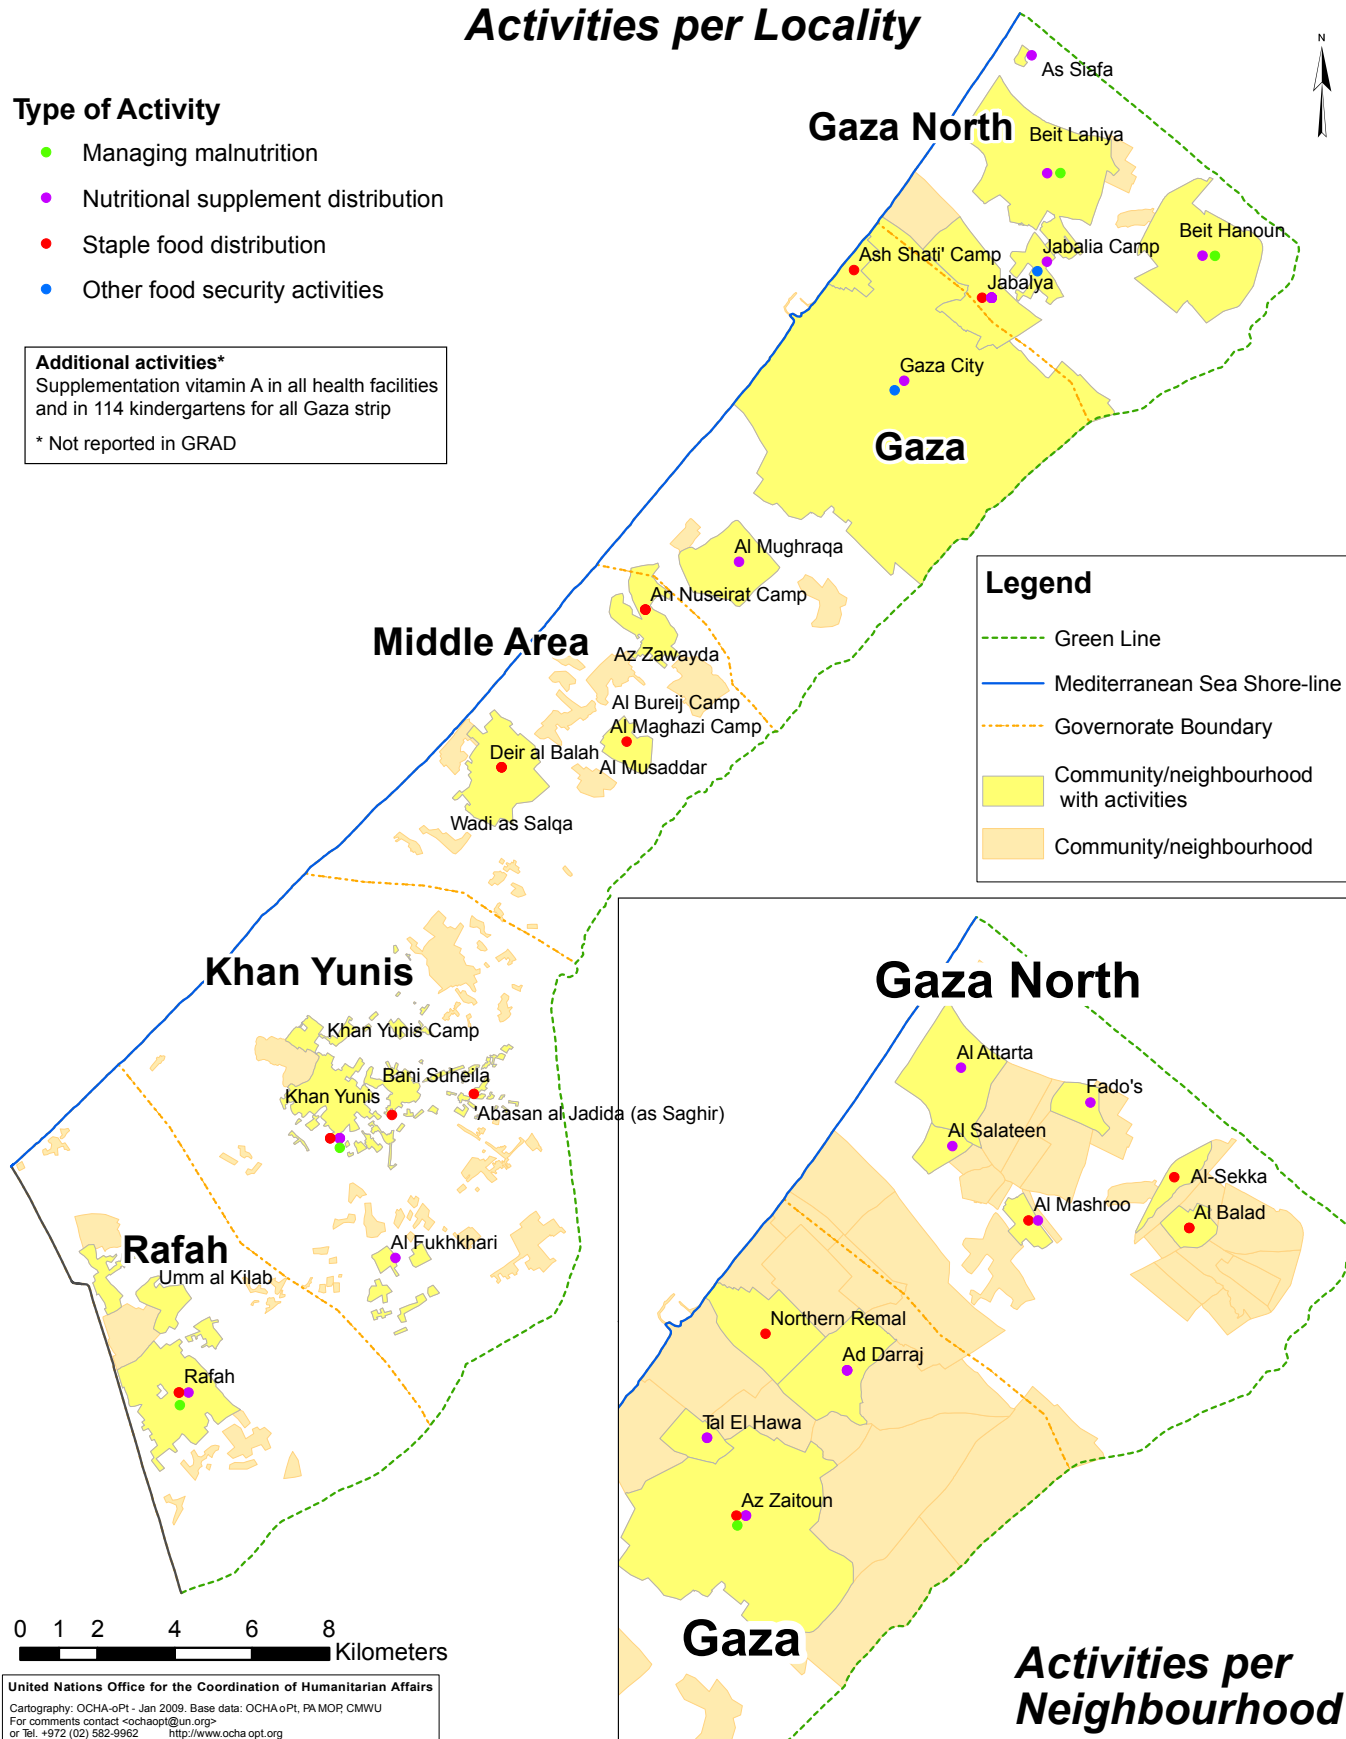 Activities per Locality
N
Type of Activity
Managing malnutrition
Nutritional supplement distribution
Staple food distribution
Other food security activities
Additional activities*
Supplementation vitamin A in all health facilities
and in 114 kindergartens for all Gaza strip
* Not reported in GRAD
As Siafa
Gaza North
Beit Lahiya
Beit Hanoun
Jabalia Camp
Ash Shati' Camp
Jabalya
Gaza City
Gaza
Al Mughraqa
An Nuseirat Camp
Middle Area
Az Zawayda
Al Bureij Camp
Al Maghazi Camp
Deir al Balah
Al Musaddar
Wadi as Salqa
Khan Yunis
Khan Yunis Camp
Bani Suheila
Khan Yunis
'Abasan al Jadida (as Saghir)
Al Fukhkhari
Rafah
Umm al Kilab
Rafah
Legend
Green Line
Mediterranean Sea Shore-line
Governorate Boundary
Community/neighbourhood
with activities
Community/neighbourhood
Gaza North
Al Attarta
Fado's
Al Salateen
Al-Sekka
Al Mashroo
Al Balad
Northern Remal
Ad Darraj
Tal El Hawa
Az Zaitoun
Gaza
Activities per
Neighbourhood
0 1 2 4 6 8
Kilometers
United Nations Office for the Coordination of Humanitarian Affairs
Cartography: OCHA-oPt - Jan 2009. Base data: OCHA oPt, PA MOP, CMWU
For comments contact <ochaopt@un.org>
or Tel. +972 (02) 582-9962 http://www.ocha opt.org